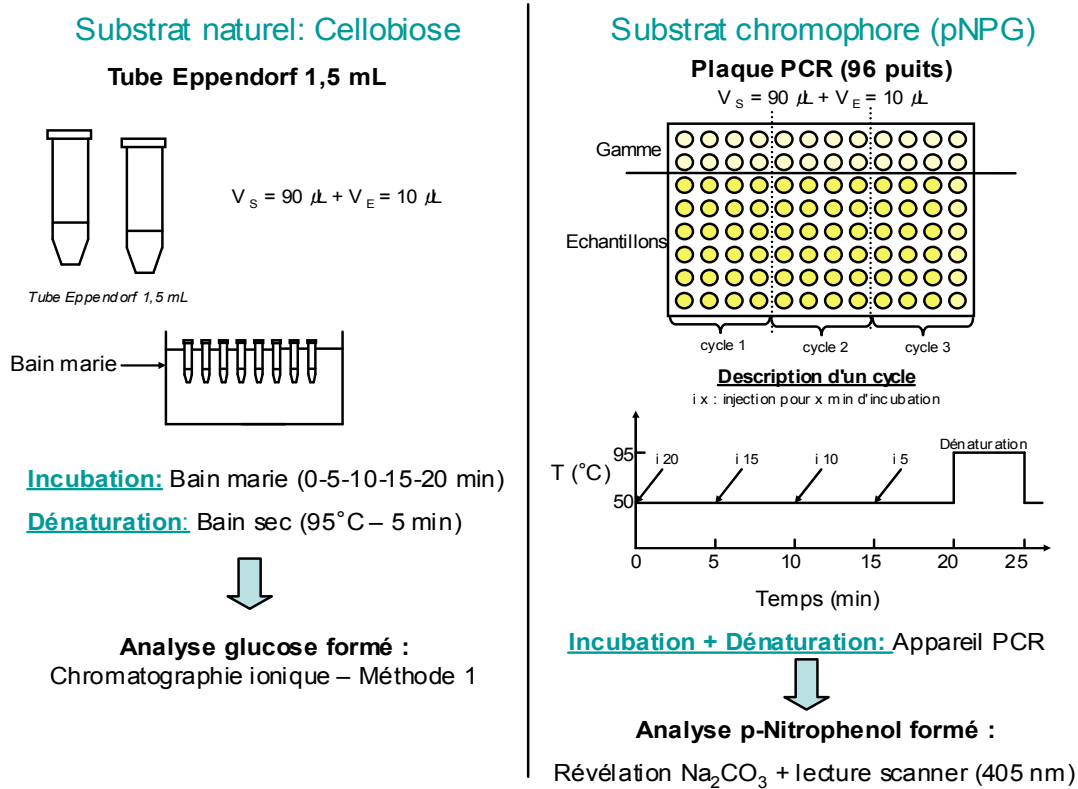 Substrat naturel: Cellobiose
Tube Eppendorf 1,5 mL
V S = 90 µL + V E = 10 µL
Tube Eppendorf 1,5 mL
Bain marie
Incubation: Bain marie (0-5-10-15-20 min)
Dénaturation: Bain sec (95°C – 5 min)
Analyse glucose formé :
Chromatographie ionique – Méthode 1
Substrat chromophore (pNPG)
Plaque PCR (96 puits)
V S = 90 µL + V E = 10 µL
Gamme
Echantillons
cycle 1 cycle 2 cycle 3
Description d'un cycle
i x : injection pour x min d'incubation
T (°C)
95
50
i 20 i 15 i 10 i 5
Dénaturation
0 5 10 15 20 25
Temps (min)
Incubation + Dénaturation: Appareil PCR
Analyse p-Nitrophenol formé :
Révélation Na2CO3 + lecture scanner (405 nm)